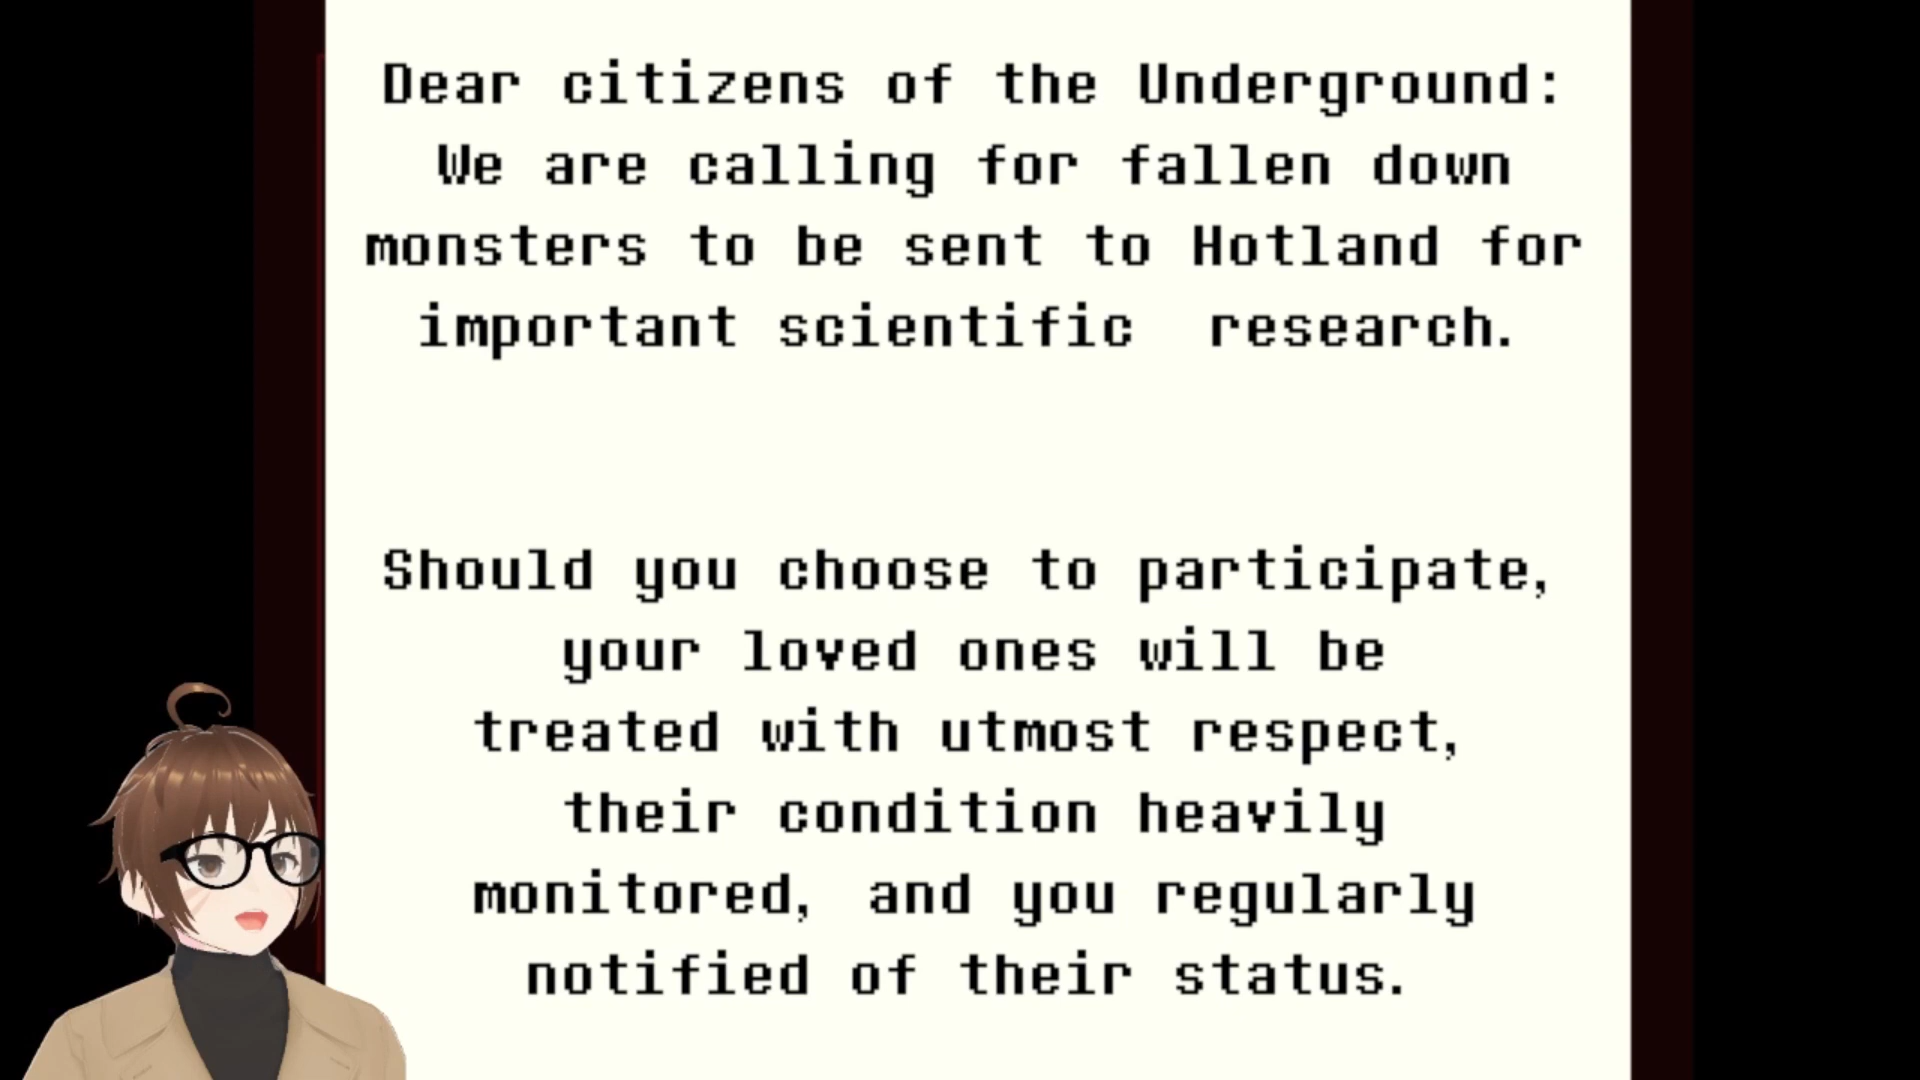 Dear citizens of the Underground:
We are calling for fallen down
monsters to be sent to Hotland for
important scientific  research.
Should you choose to participate,
your loved ones will be
treated with utmost respect,
their condition heavily
monitored, and you regularly
notified of their status.